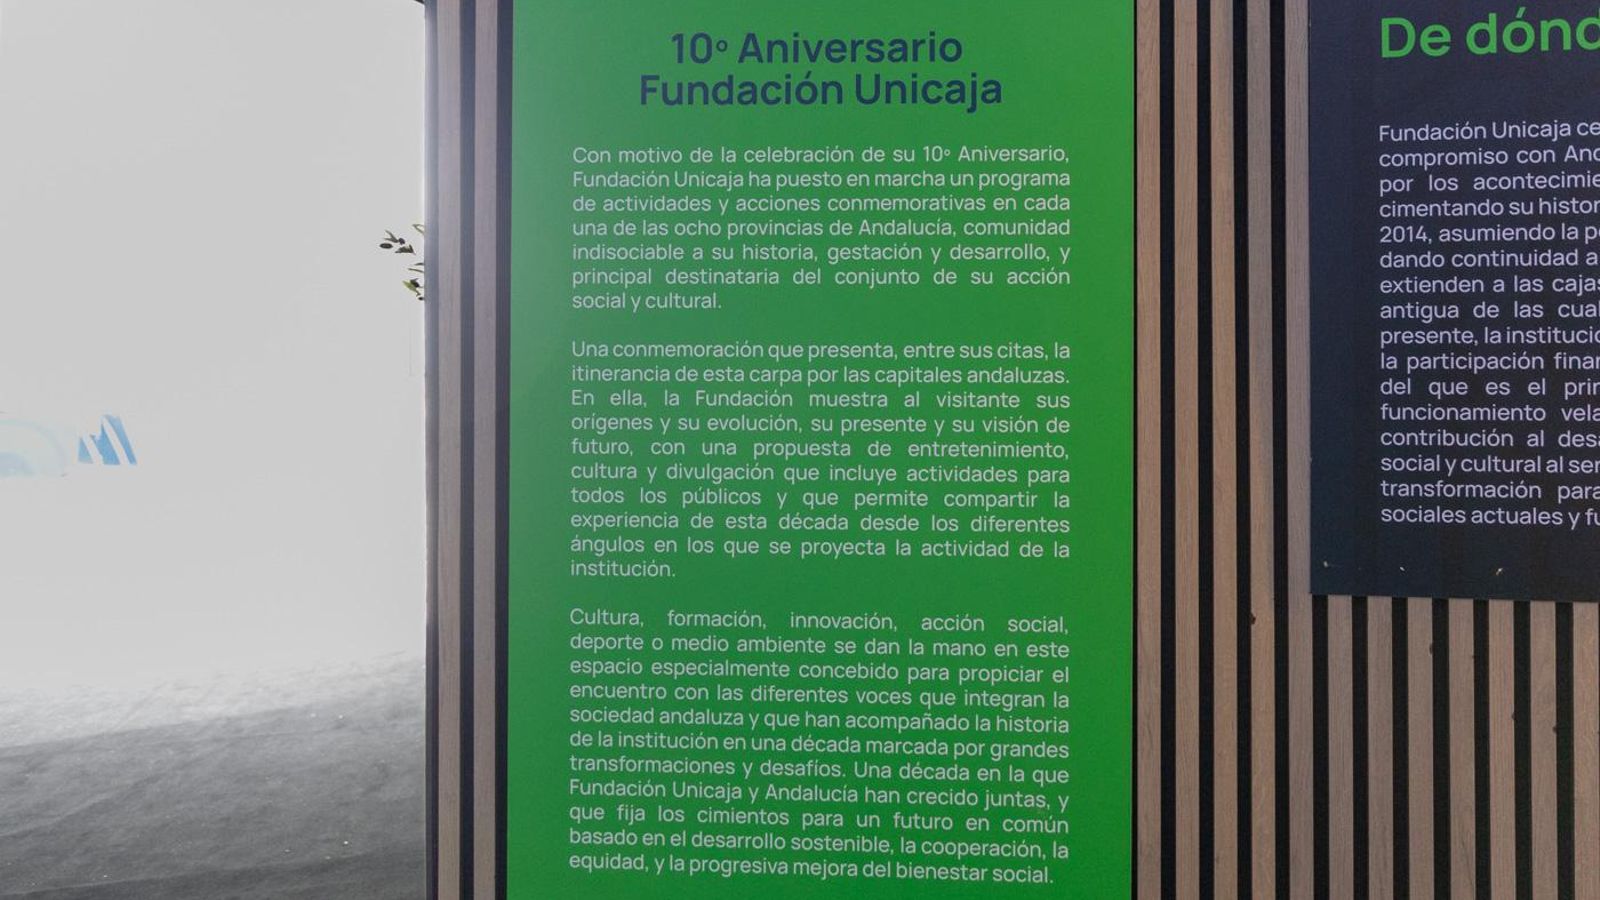 10º Aniversario
Fundación Unicaja
Con motivo de la celebración de su 10º Aniversario,
Fundación Unicaja ha puesto en marcha un programa
de actividades y acciones conmemorativas en cada
una de las ocho provincias de Andalucía, comunidad
indisociable a su historia, gestación y desarrollo, y
principal destinataria del conjunto de su acción
social y cultural.
Una conmemoración que presenta, entre sus citas, la
itinerancia de esta carpa por las capitales andaluzas.
En ella, la Fundación muestra al visitante sus
orígenes y su evolución, su presente y su visión de
futuro, con una propuesta de entretenimiento,
cultura y divulgación que incluye actividades para
todos los públicos y que permite compartir la
experiencia de esta década desde los diferentes
ángulos en los que se proyecta la actividad de la
institución.
Cultura, formación, innovación, acción social,
deporte o medio ambiente se dan la mano en este
espacio especialmente concebido para propiciar el
encuentro con las diferentes voces que integran la
sociedad andaluza y que han acompañado la historia
de la institución en una década marcada por grandes
transformaciones y desafíos. Una década en la que
Fundación Unicaja y Andalucía han crecido juntas, y
que fija los cimientos para un futuro en común
basado en el desarrollo sostenible, la cooperación, la
equidad, y la progresiva mejora del bienestar social.
De dónd
Fundación Unicaja ce
compromiso con And
por los acontecimie
cimentando su histor
2014, asumiendo la p
dando continuidad a
extienden a las cajas
antigua de las cual
presente, la institució
la participación finan
del que es el prin
funcionamiento vela
contribución al desa
social y cultural al ser
transformación para
sociales actuales y fu